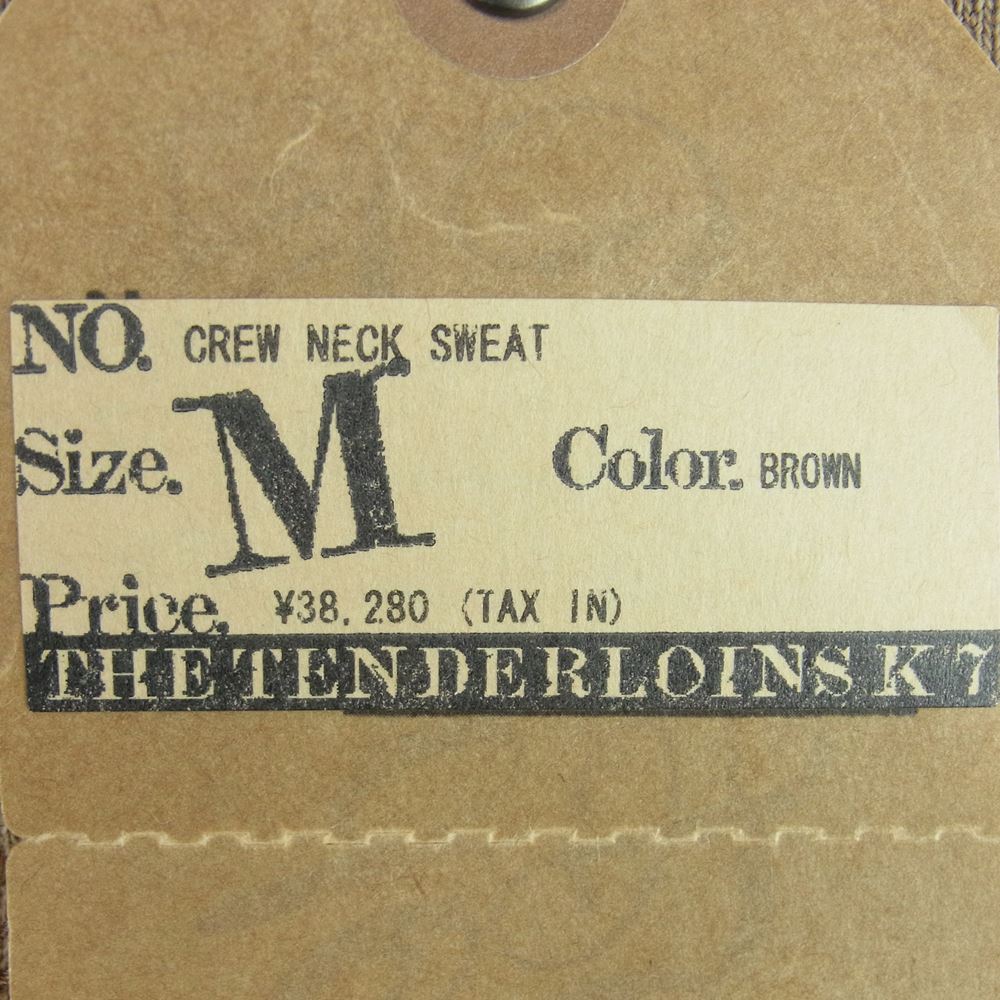 NO. CREW NECK SWEAT
Size. M Color. BROWN
Price. ¥38,280 (TAX IN)
THE TENDERLOINS K 7